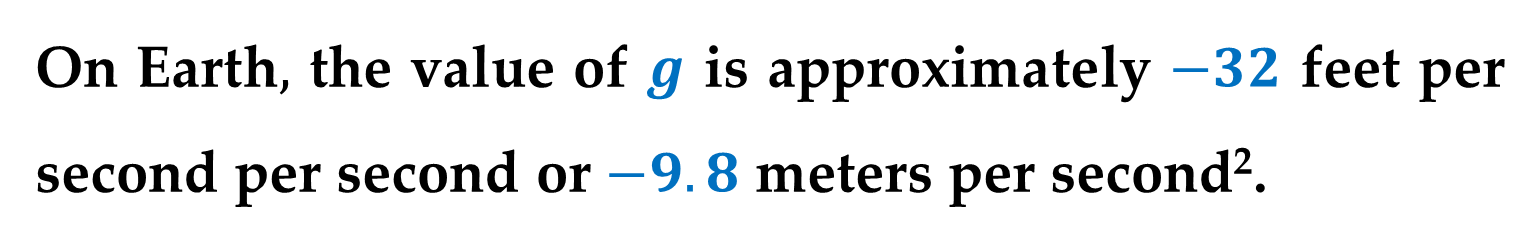 On Earth, the value of g is approximately −32 feet per
second per second or −9.8 meters per second².